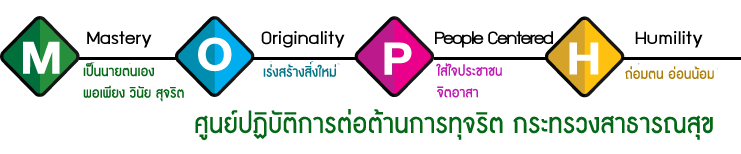 M Mastery
เป็นนายตนเอง
พอเพียง วินัย สุจริต
O Originality
เร่งสร้างสิ่งใหม่
P People Centered
ใส่ใจประชาชน
จิตอาสา
H Humility
ถ่อมตน อ่อนน้อม
ศูนย์ปฏิบัติการต่อต้านการทุจริต กระทรวงสาธารณสุข